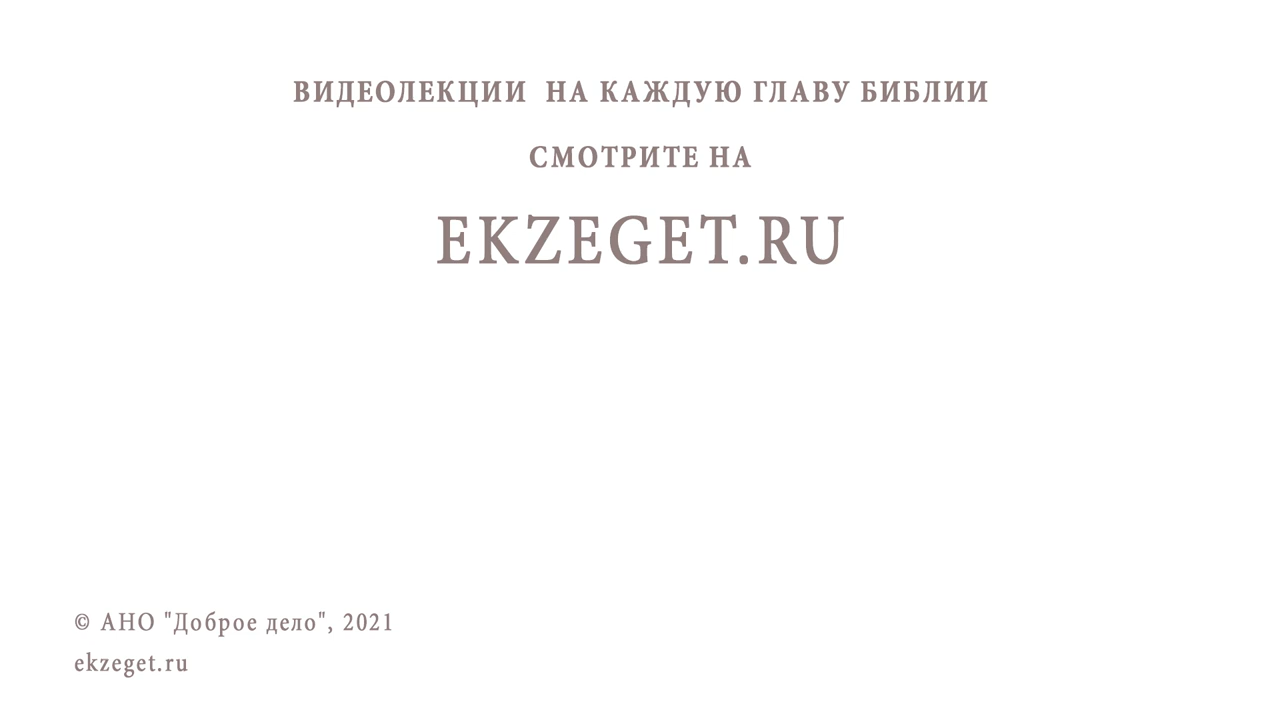 ВИДЕОЛЕКЦИИ НА КАЖДУЮ ГЛАВУ БИБЛИИ
СМОТРИТЕ НА
EKZEGET.RU
© АНО "Доброе дело", 2021
ekzeget.ru